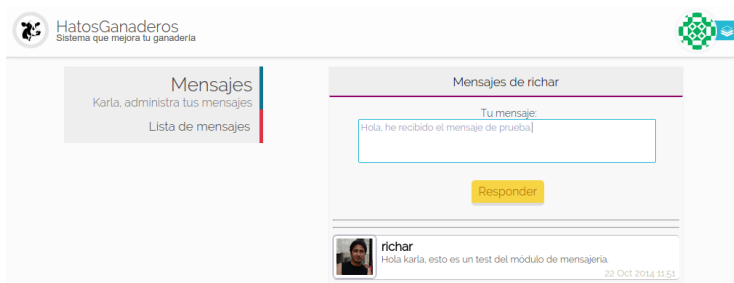 HatosGanaderos
Sistema que mejora tu ganadería
Mensajes
Karla, administra tus mensajes
Lista de mensajes
Mensajes de richar
Tu mensaje:
Hola, he recibido el mensaje de prueba.
Responder
richar
Hola karla, esto es un test del módulo de mensajería.
22 Oct 2014 11:51